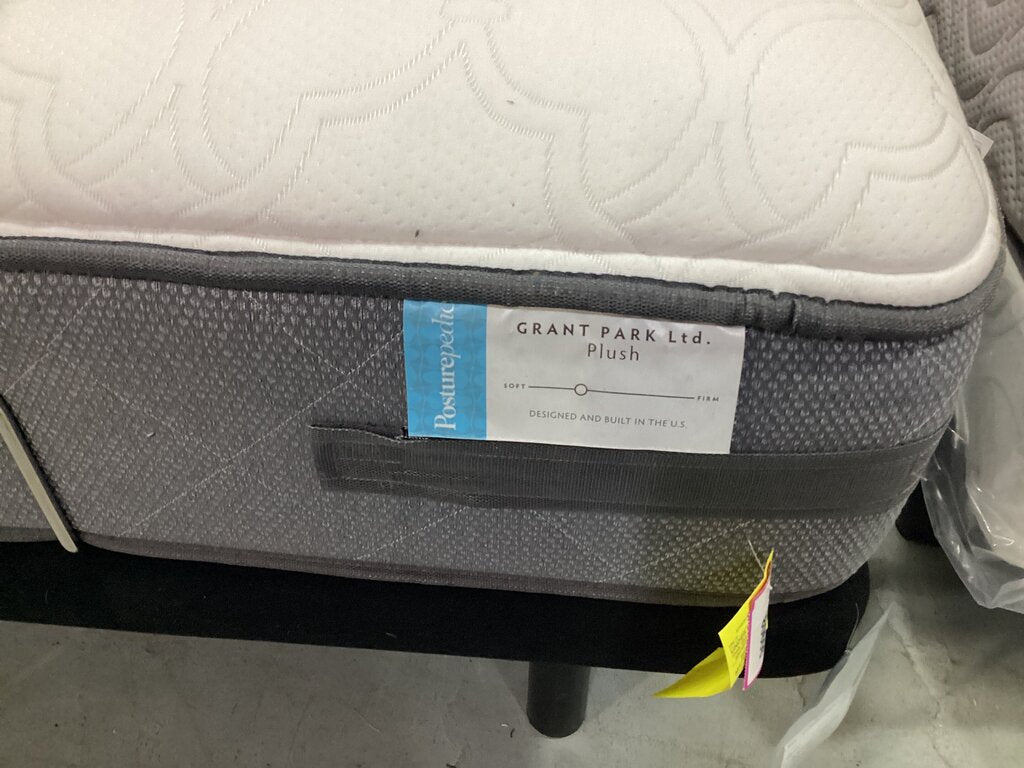 Posturepedic
GRANT PARK Ltd.
Plush
SOFT
FIRM
DESIGNED AND BUILT IN THE U.S.